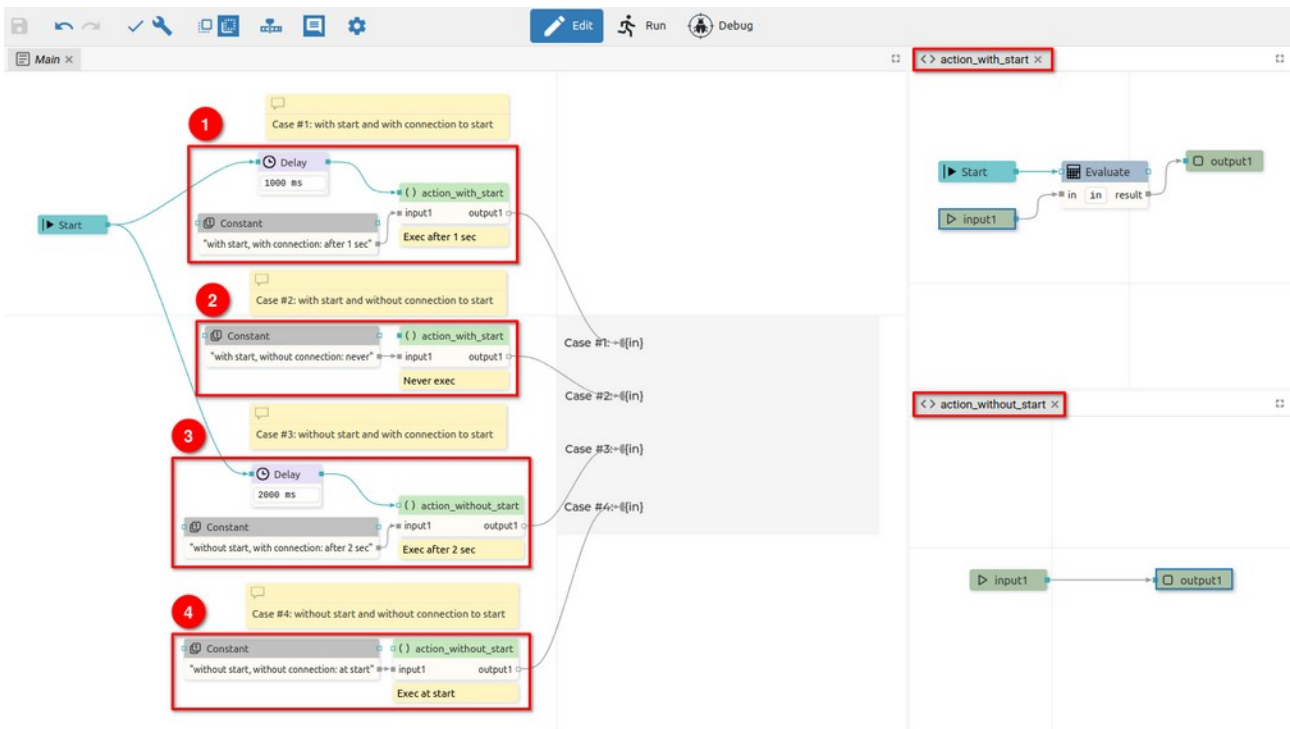 Edit
Run
Debug
Main
action_with_start
1
Case #1: with start and with connection to start
Delay
1000 ms
() action_with_start
input1 output1
Exec after 1 sec
Start
Constant
"with start, with connection: after 1 sec"
2
Case #2: with start and without connection to start
Constant
"with start, without connection: never"
() action_with_start
input1 output1
Never exec
3
Case #3: without start and with connection to start
Delay
2000 ms
() action_without_start
input1 output1
Exec after 2 sec
Constant
"without start, with connection: after 2 sec"
4
Case #4: without start and without connection to start
Constant
"without start, without connection: at start"
() action_without_start
input1 output1
Exec at start
Case #1: {in}
Case #2: {in}
Case #3: {in}
Case #4: {in}
Start
Evaluate
in in result
output1
input1
action_without_start
input1
output1